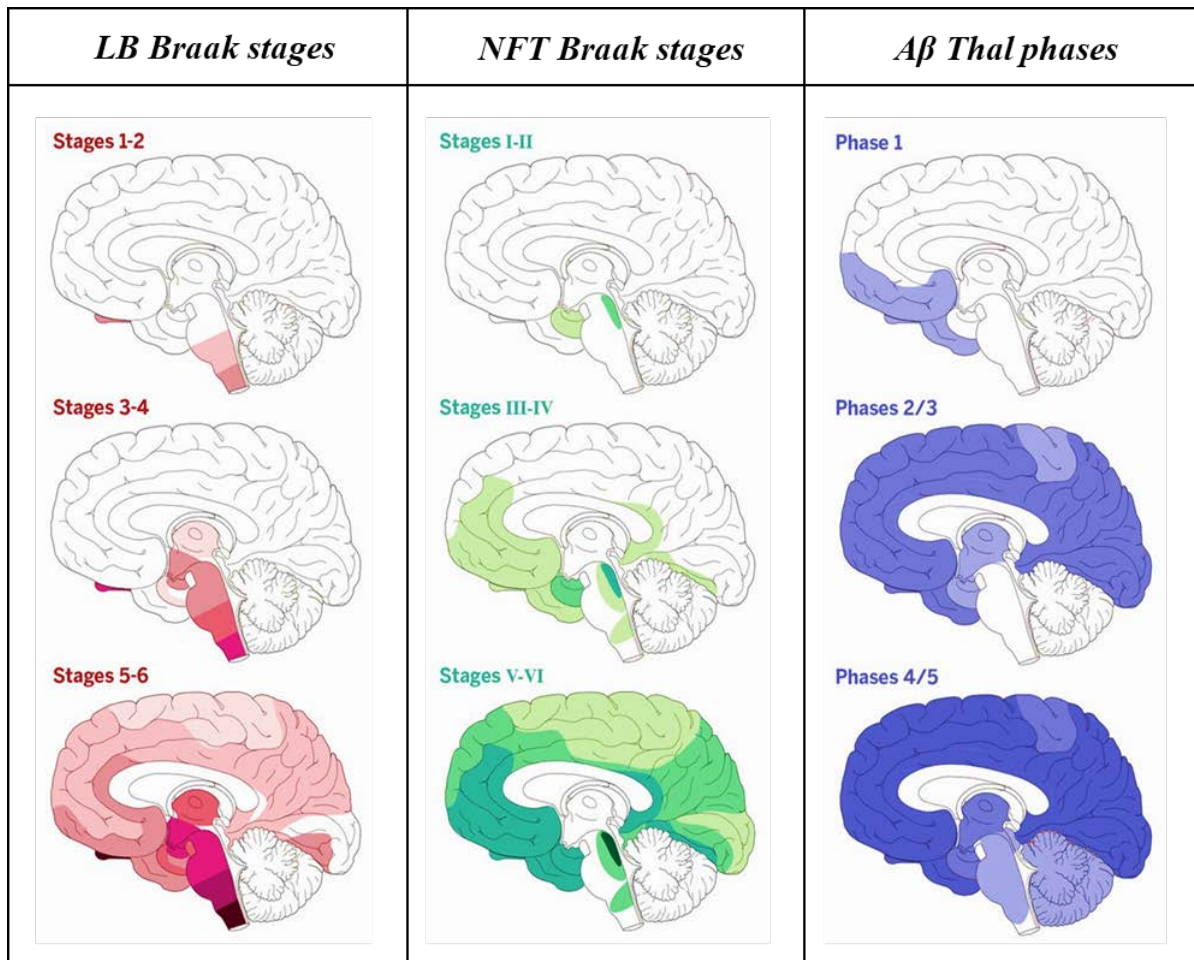 LB Braak stages
NFT Braak stages
Aβ Thal phases
Stages 1-2
Stages I-II
Phase 1
Stages 3-4
Stages III-IV
Phases 2/3
Stages 5-6
Stages V-VI
Phases 4/5